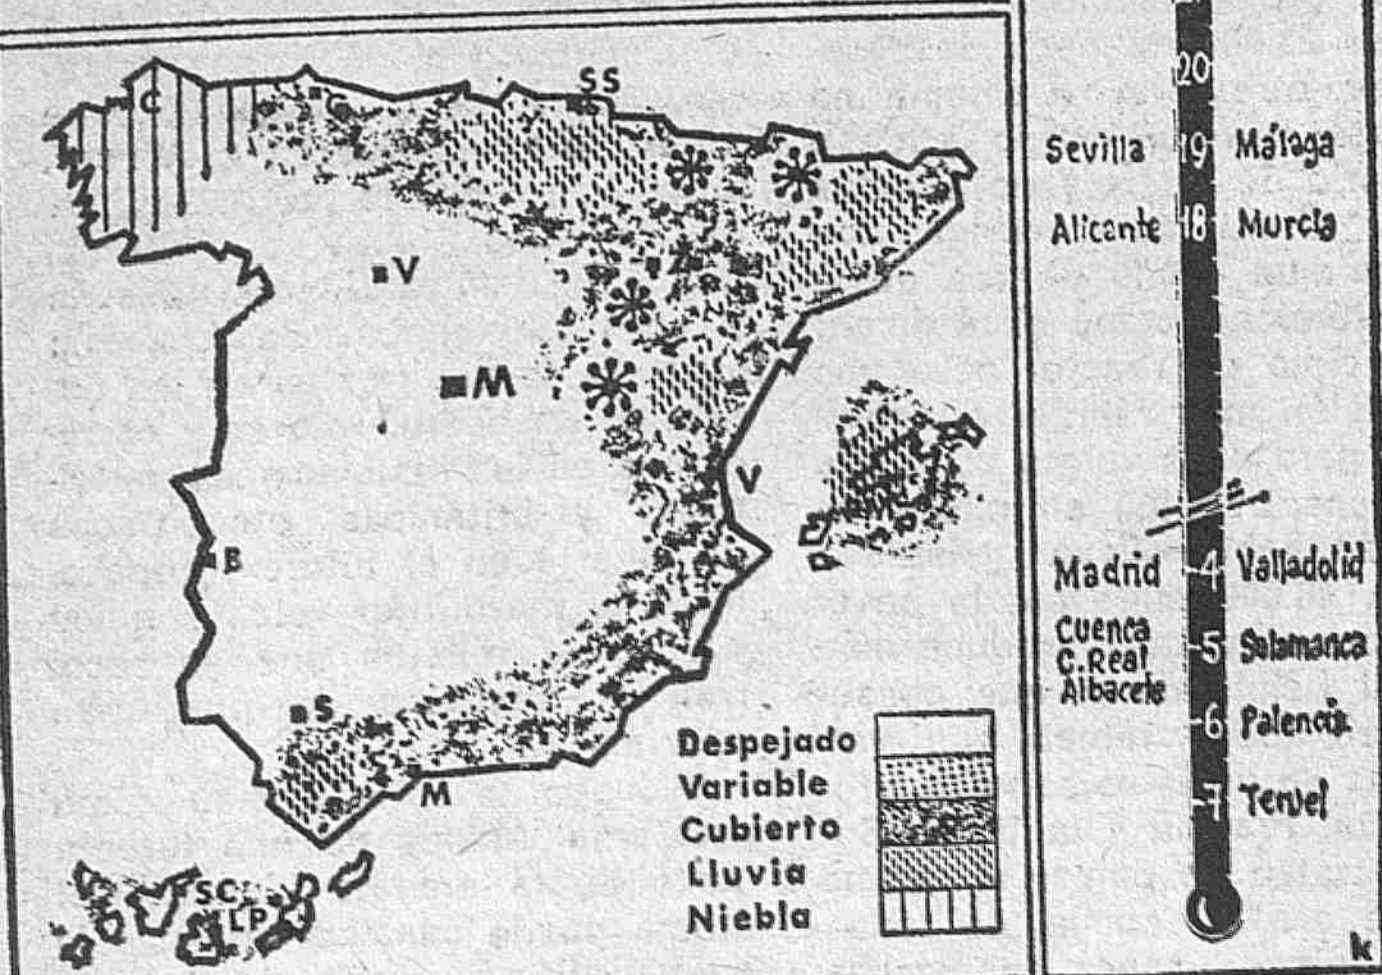 SS
C
V
M
V
M
B
S
M
SC
LP
Despejado
Variable
Cubierto
Lluvia
Niebla
20
Sevilla 19 Málaga
Alicante 18 Murcia
Madrid -4 Valladolid
Cuenca
C. Real -5 Salamanca
Albacete
-6 Palencia
-7 Teruel
k